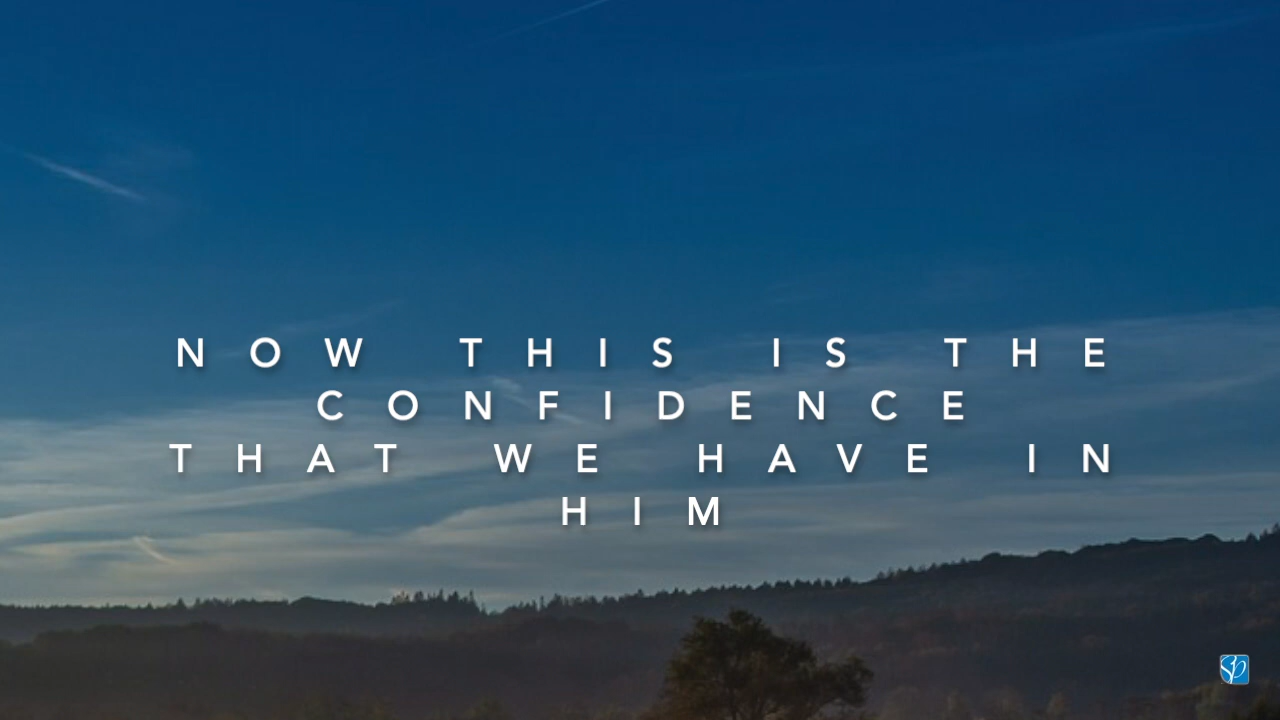 NOW THIS IS THE
CONFIDENCE
THAT WE HAVE IN
HIM